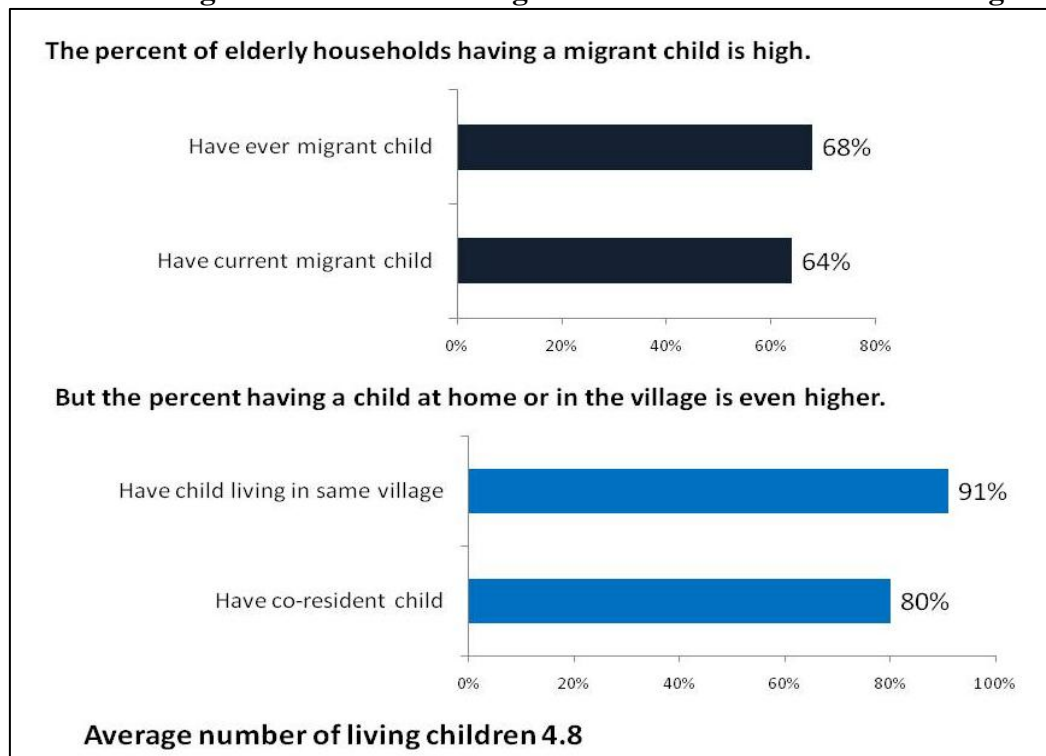 The percent of elderly households having a migrant child is high.
Have ever migrant child
68%
Have current migrant child
64%
0% 20% 40% 60% 80%
But the percent having a child at home or in the village is even higher.
Have child living in same village
91%
Have co-resident child
80%
0% 20% 40% 60% 80% 100%
Average number of living children 4.8